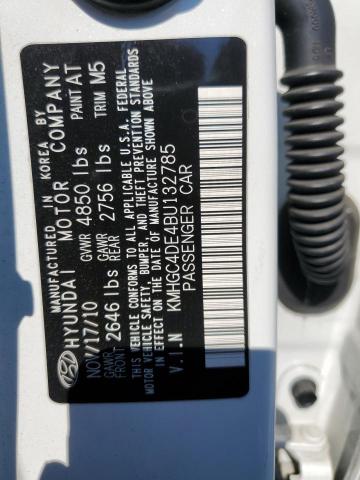 MANUFACTURED IN KOREA BY
HYUNDAI MOTOR COMPANY
NOV/17/10 GVWR 4850 lbs PAINT AT
GAWR FRONT 2646 lbs GAWR REAR 2756 lbs TRIM M5
THIS VEHICLE CONFORMS TO ALL APPLICABLE U.S.A. FEDERAL
MOTOR VEHICLE SAFETY, BUMPER, AND THEFT PREVENTION
STANDARDS IN EFFECT ON THE DATE OF MANUFACTURE SHOWN ABOVE
V.I.N KMHGC4DE4BU132785
PASSENGER CAR